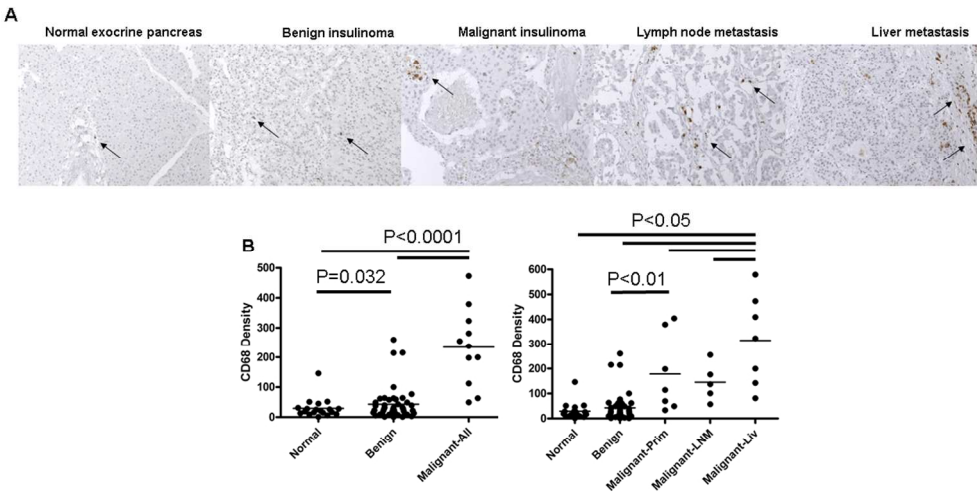 A
Normal exocrine pancreas Benign insulinoma Malignant insulinoma Lymph node metastasis Liver metastasis
B
P<0.0001
P=0.032
CD68 Density
500
400
300
200
100
0
Normal
Benign
Malignant-All
P<0.05
P<0.01
CD68 Density
600
500
400
300
200
100
0
Normal
Benign
Malignant-Prim
Malignant-LNM
Malignant-Liv